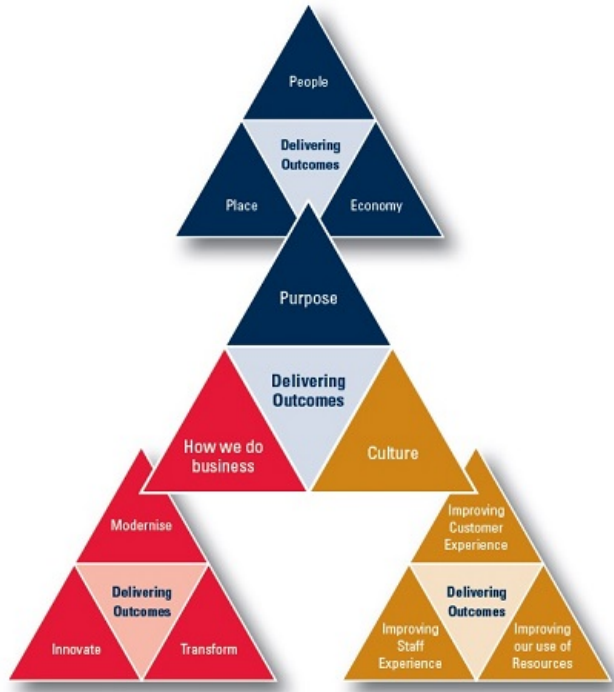 People
Delivering
Outcomes
Place
Economy
Purpose
Delivering
Outcomes
How we do
business
Culture
Modernise
Delivering
Outcomes
Innovate
Transform
Improving
Customer
Experience
Delivering
Outcomes
Improving
Staff
Experience
Improving
our use of
Resources